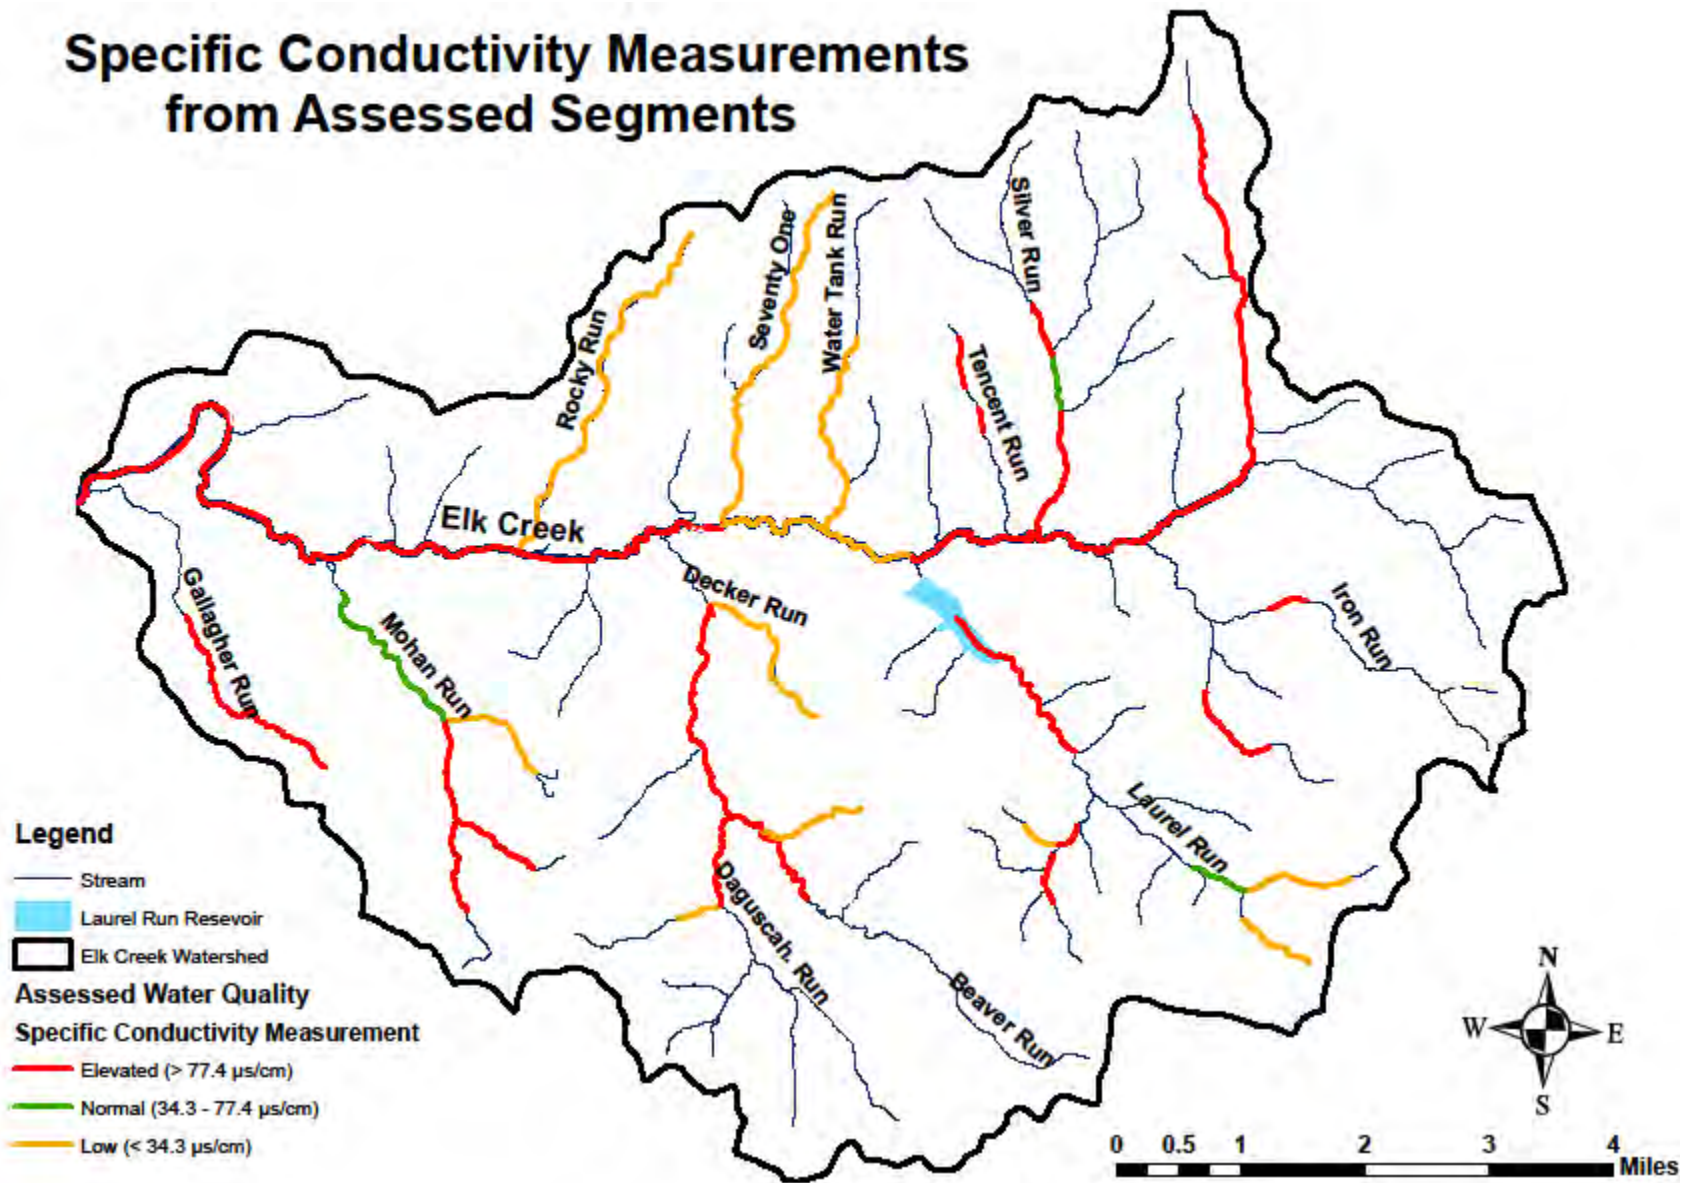 Specific Conductivity Measurements
from Assessed Segments
Silver Run
Seventy One
Water Tank Run
Rocky Run
Tencent Run
Elk Creek
Decker Run
Gallagher Run
Mohan Run
Iron Run
Laurel Run
Daguscah. Run
Beaver Run
Legend
Stream
Laurel Run Resevoir
Elk Creek Watershed
Assessed Water Quality
Specific Conductivity Measurement
Elevated (> 77.4 µs/cm)
Normal (34.3 - 77.4 µs/cm)
Low (< 34.3 µs/cm)
N
W E
S
0 0.5 1 2 3 4
Miles